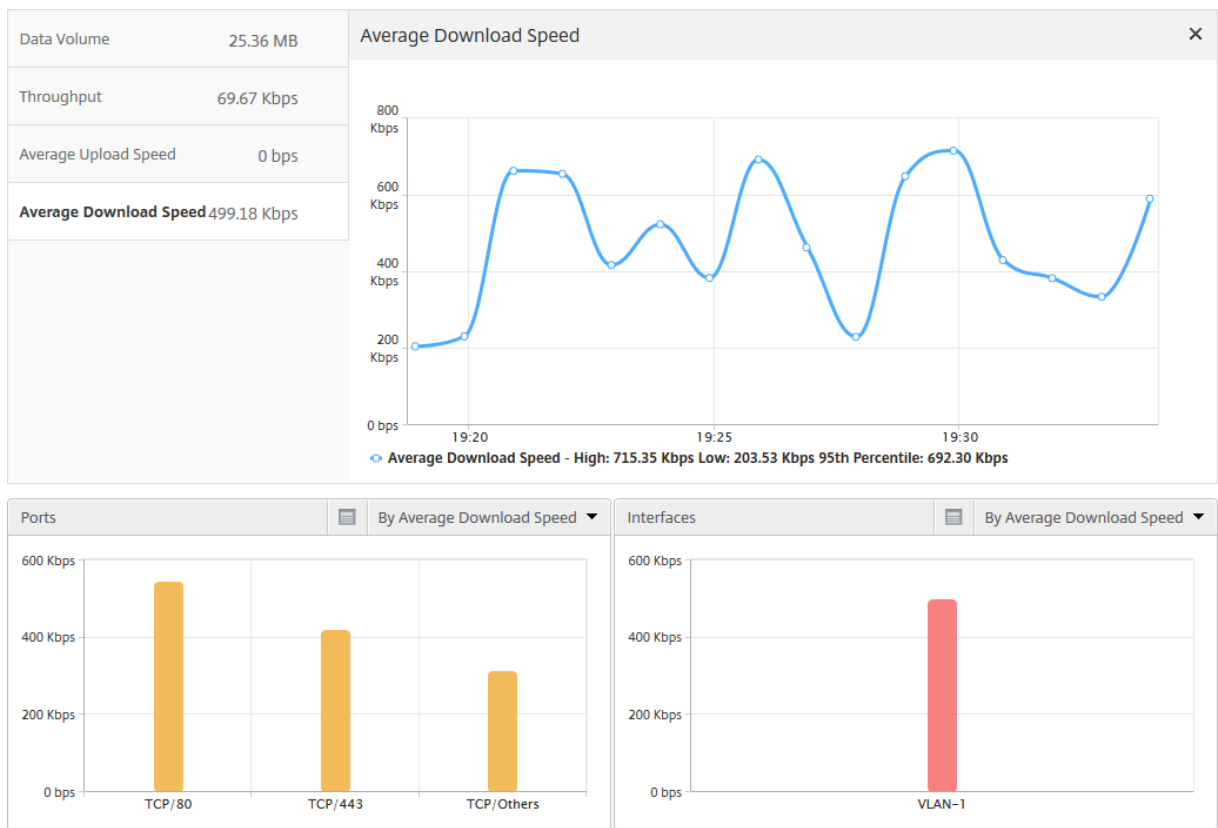 Data Volume 25.36 MB
Throughput 69.67 Kbps
Average Upload Speed 0 bps
Average Download Speed 499.18 Kbps
Average Download Speed
800
Kbps
600
Kbps
400
Kbps
200
Kbps
0 bps
19:20 19:25 19:30
Average Download Speed - High: 715.35 Kbps Low: 203.53 Kbps 95th Percentile: 692.30 Kbps
Ports By Average Download Speed
600 Kbps
400 Kbps
200 Kbps
0 bps
TCP/80 TCP/443 TCP/Others
Interfaces By Average Download Speed
600 Kbps
400 Kbps
200 Kbps
0 bps
VLAN-1